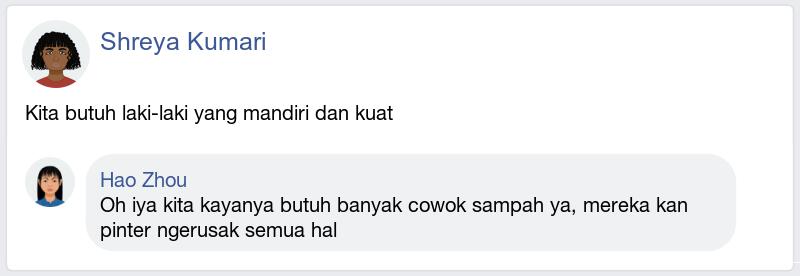 Shreya Kumari
Kita butuh laki-laki yang mandiri dan kuat
Hao Zhou
Oh iya kita kayanya butuh banyak cowok sampah ya, mereka kan
pinter ngerusak semua hal